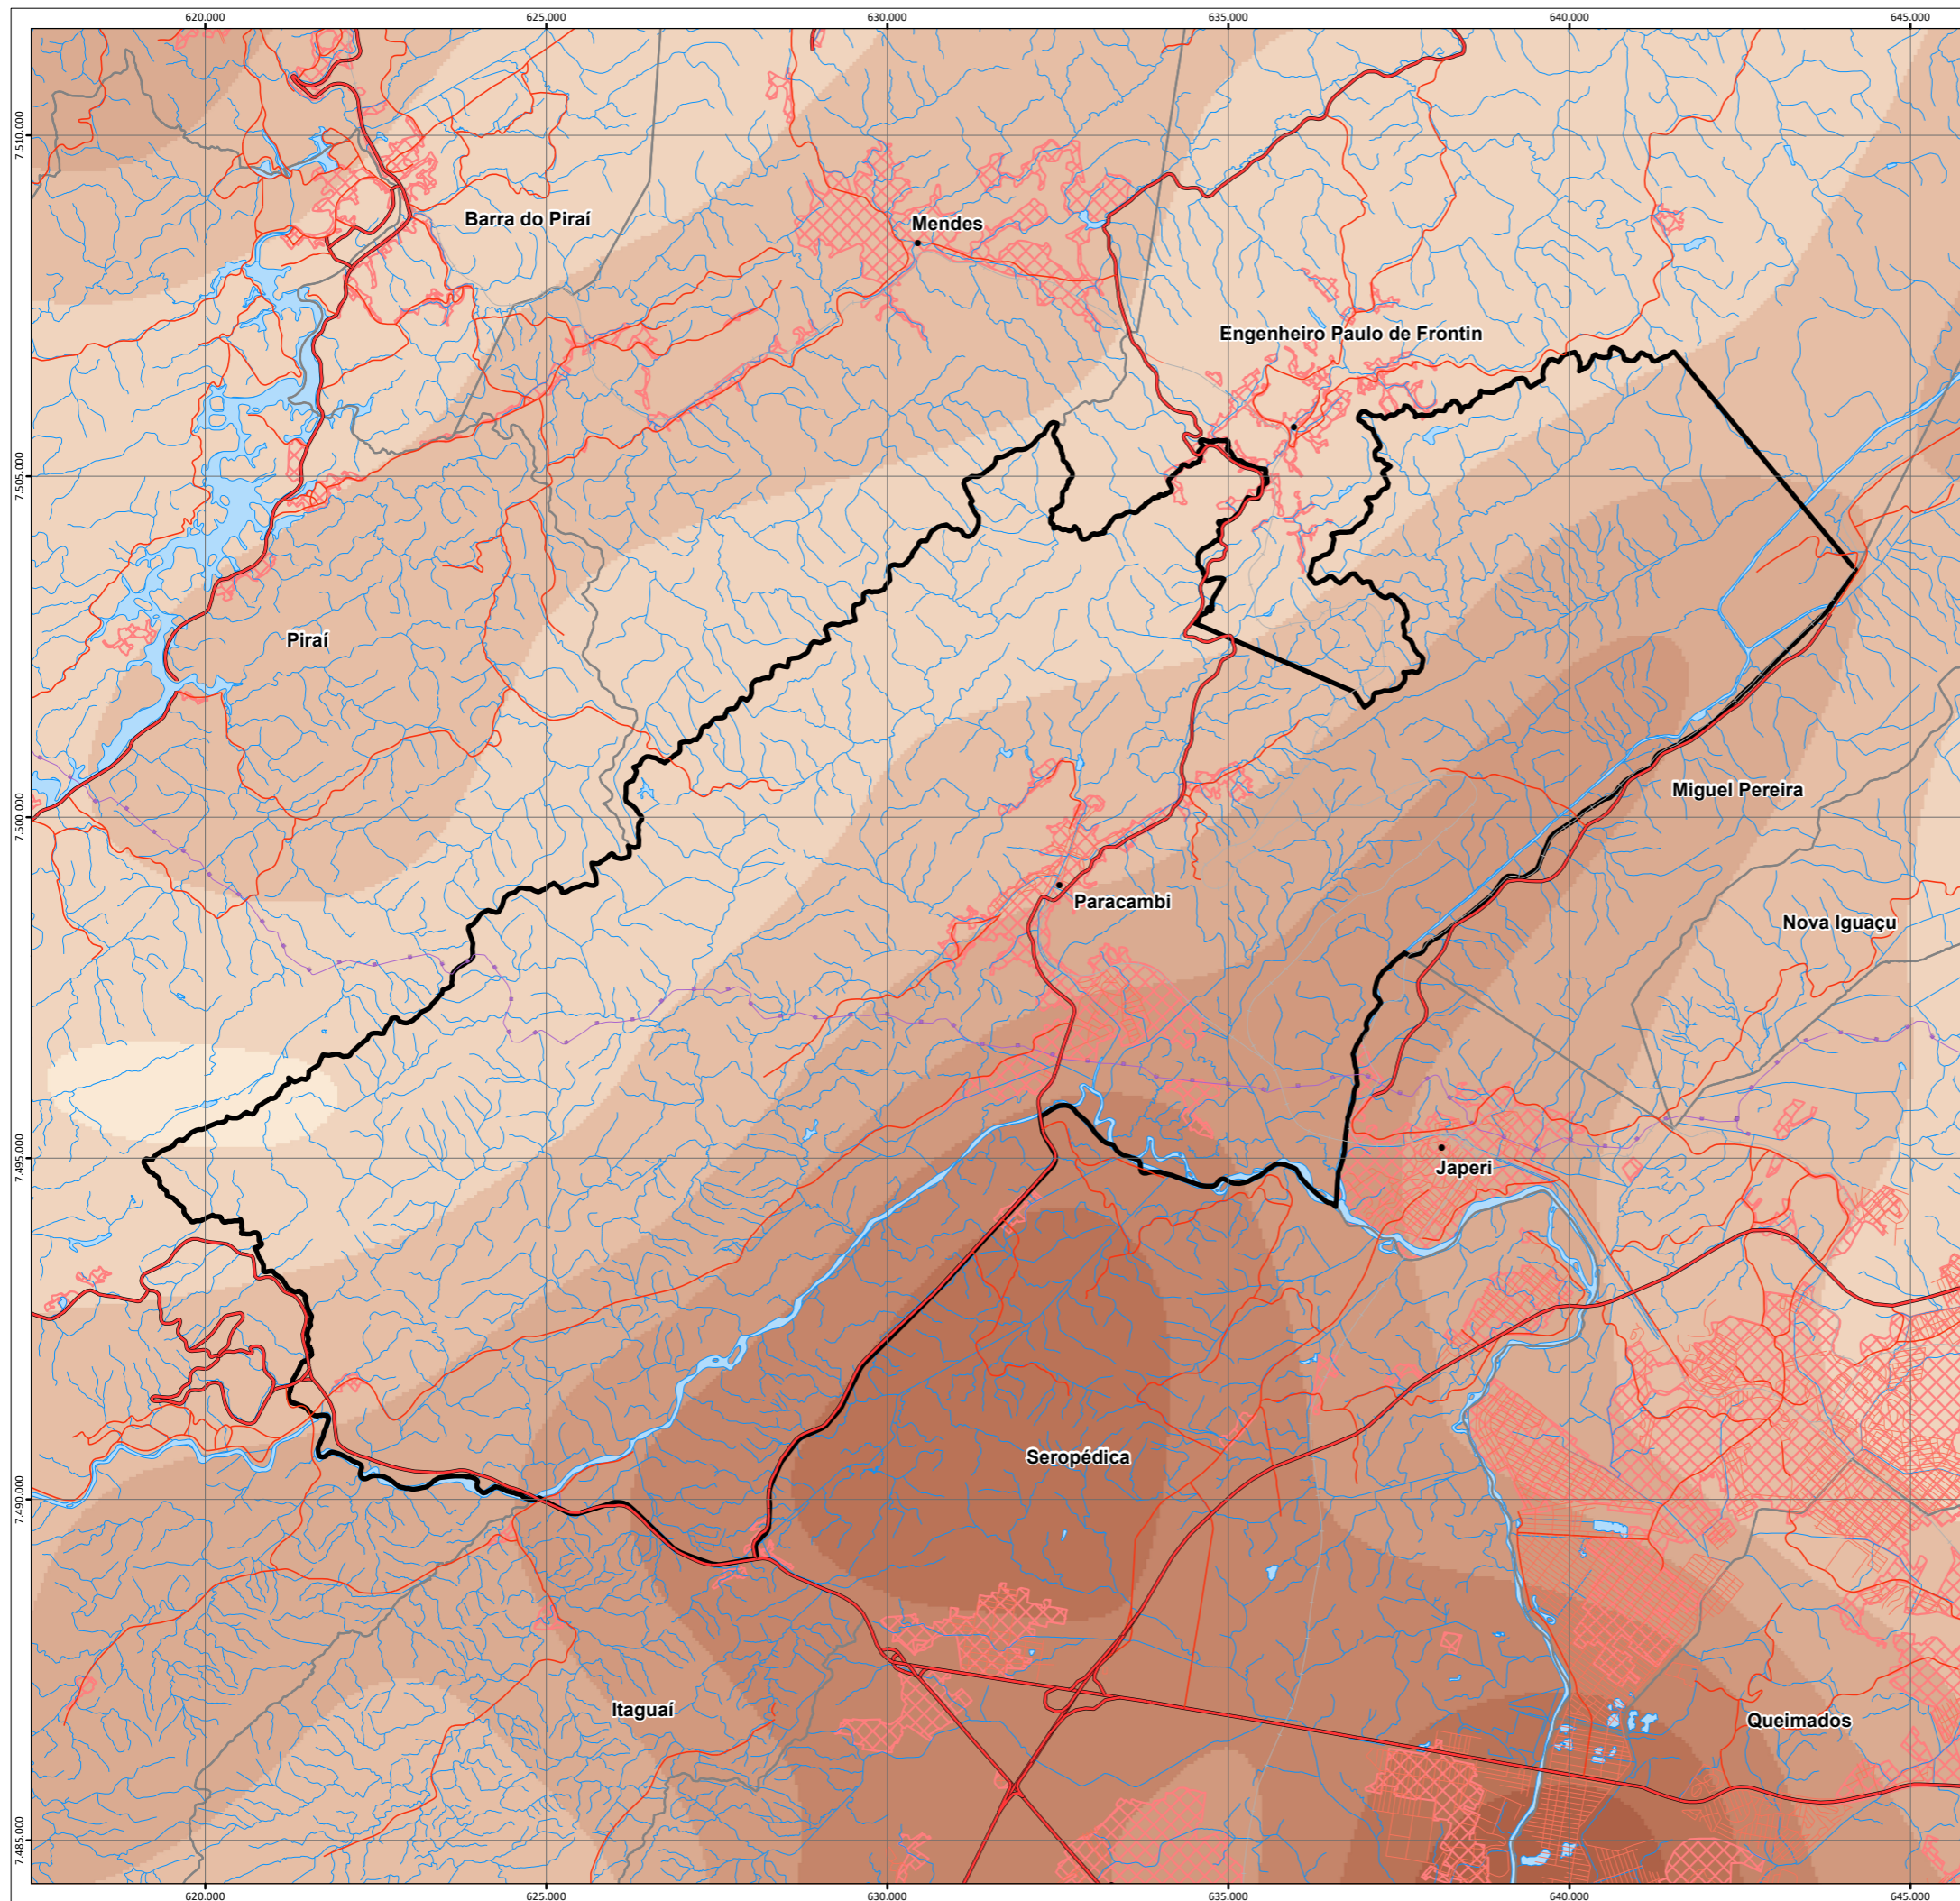 620.000 625.000 630.000 635.000 640.000 645.000
7.510.000
Barra do Piraí
Mendes
Engenheiro Paulo de Frontin
7.505.000
Piraí
Miguel Pereira
7.500.000
Paracambi
Nova Iguaçu
7.495.000
Japeri
Seropédica
7.490.000
Itaguaí
Queimados
7.485.000
620.000 625.000 630.000 635.000 640.000 645.000